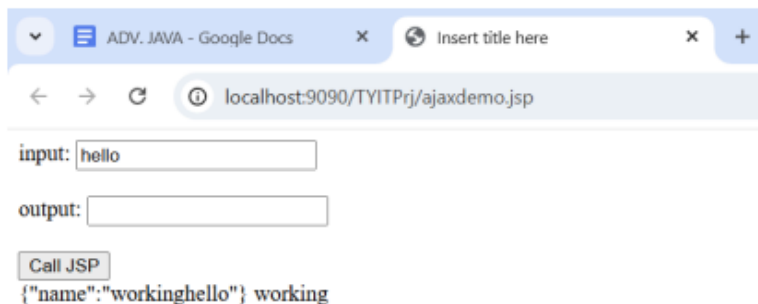 ADV. JAVA - Google Docs
Insert title here
localhost:9090/TYITPrj/ajaxdemo.jsp
input: hello
output:
Call JSP
{"name":"workinghello"} working